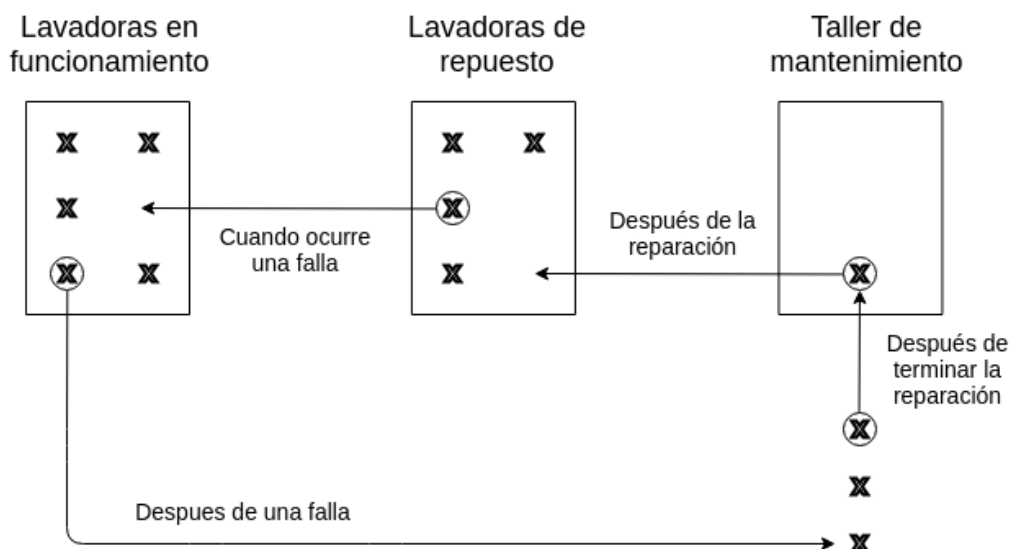 Lavadoras en
funcionamiento
Lavadoras de
repuesto
Taller de
mantenimiento
Cuando ocurre
una falla
Después de la
reparación
Después de
terminar la
reparación
Despues de una falla